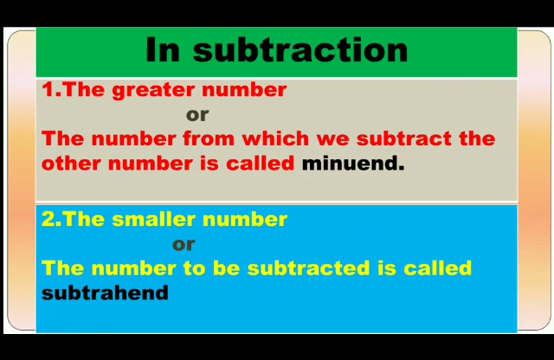 In subtraction
1.The greater number
or
The number from which we subtract the
other number is called minuend.
2.The smaller number
or
The number to be subtracted is called
subtrahend